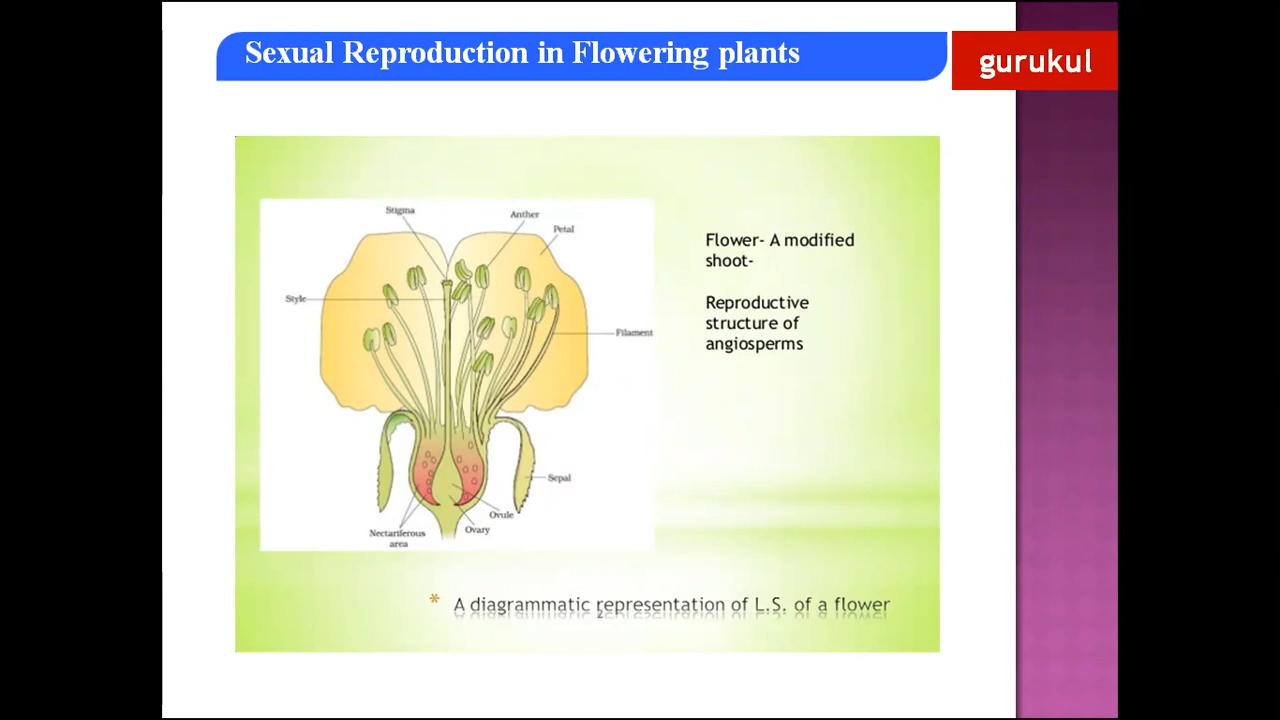 Sexual Reproduction in Flowering plants
gurukul
Stigma
Anther
Petal
Style
Filament
Sepal
Ovule
Ovary
Nectariferous
area
Flower- A modified
shoot-
Reproductive
structure of
angiosperms
* A diagrammatic representation of L.S. of a flower
2